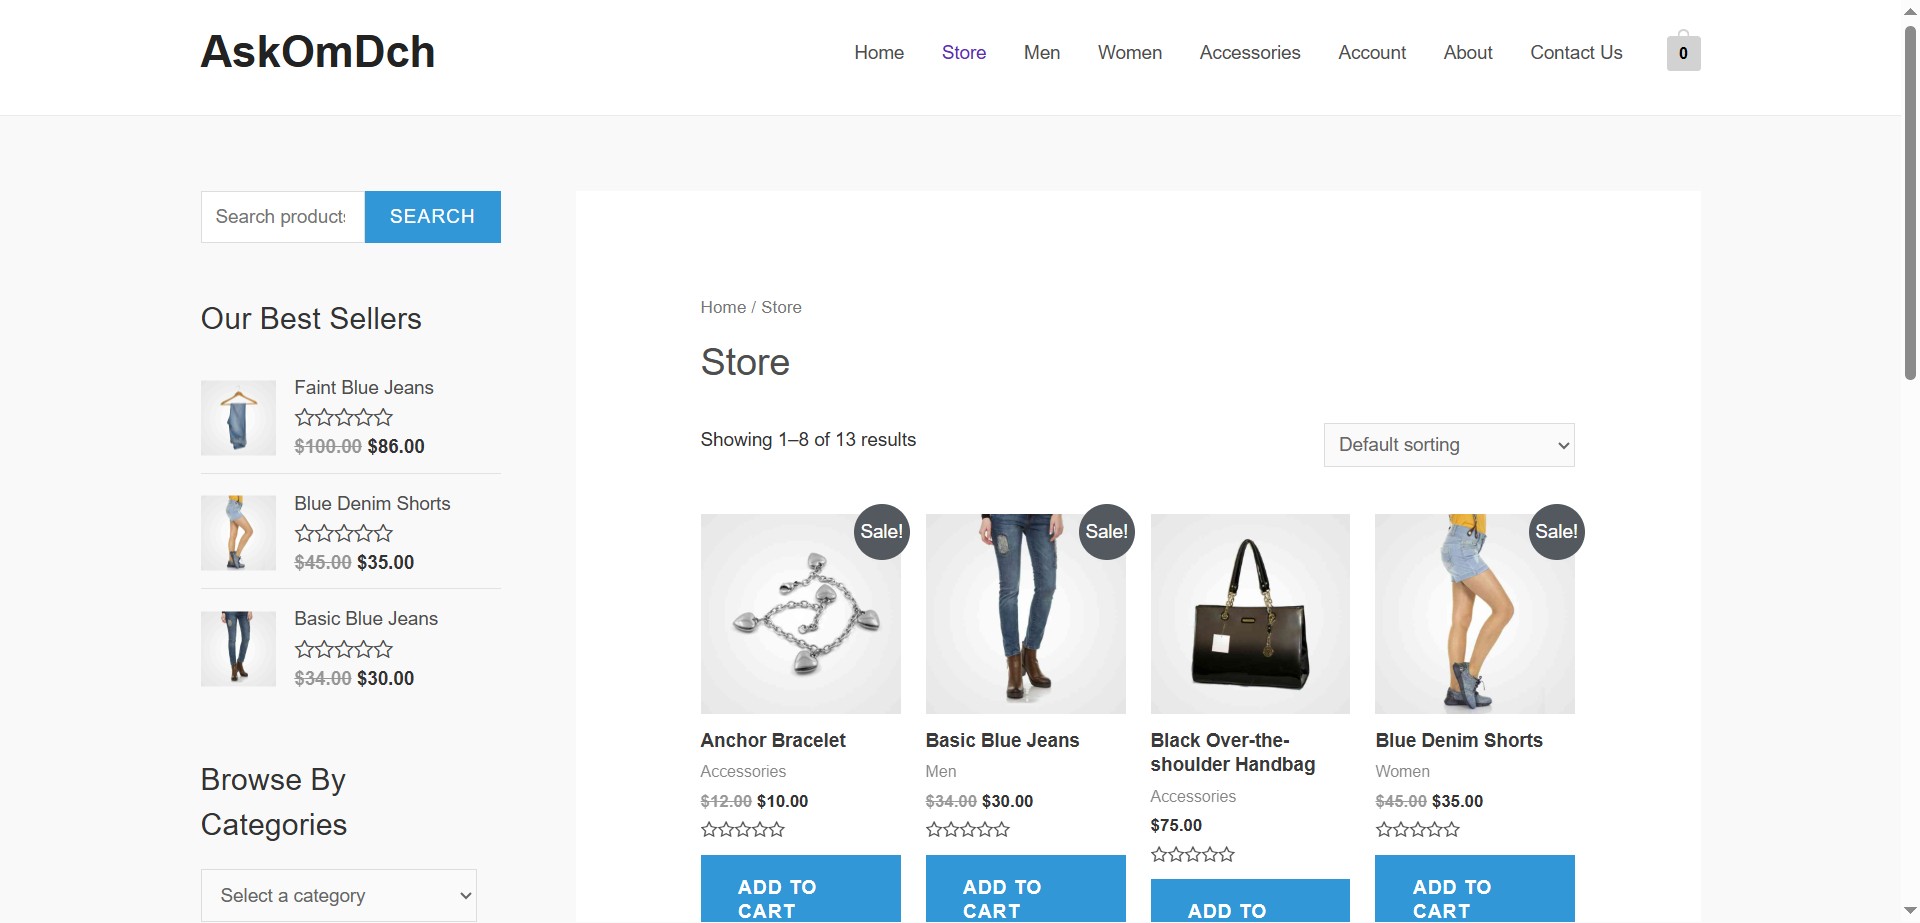 AskOmDch
Home Store Men Women Accessories Account About Contact Us 0
Search products
SEARCH
Our Best Sellers
Faint Blue Jeans
$100.00 $86.00
Blue Denim Shorts
$45.00 $35.00
Basic Blue Jeans
$34.00 $30.00
Browse By
Categories
Select a category
Home / Store
Store
Showing 1–8 of 13 results
Default sorting
Sale!
Anchor Bracelet
Accessories
$12.00 $10.00
ADD TO
CART
Sale!
Basic Blue Jeans
Men
$34.00 $30.00
ADD TO
CART
Black Over-the-
shoulder Handbag
Accessories
$75.00
ADD TO
Sale!
Blue Denim Shorts
Women
$45.00 $35.00
ADD TO
CART